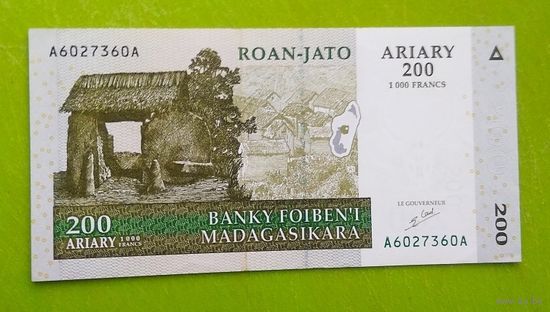 A6027360A
ROAN-JATO
ARIARY
200
1 000 FRANCS
LE GOUVERNEUR
200
ARIARY 1 000 FRANCS
BANKY FOIBEN'I
MADAGASIKARA
A6027360A
200